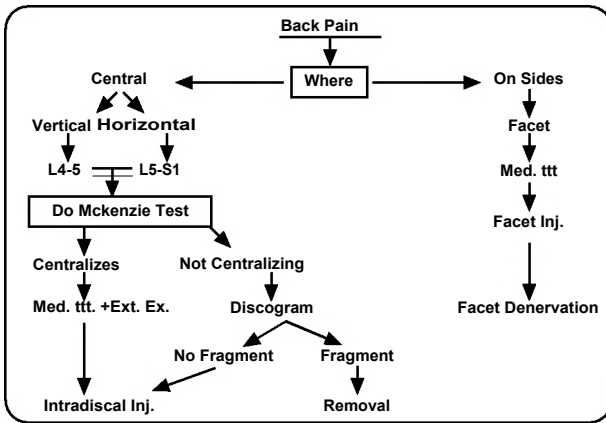 Back Pain
Central
Where
On Sides
Vertical Horizontal
Facet
L4-5
L5-S1
Med. ttt
Do Mckenzie Test
Facet Inj.
Centralizes
Not Centralizing
Med. ttt. +Ext. Ex.
Discogram
Facet Denervation
No Fragment
Fragment
Intradiscal Inj.
Removal